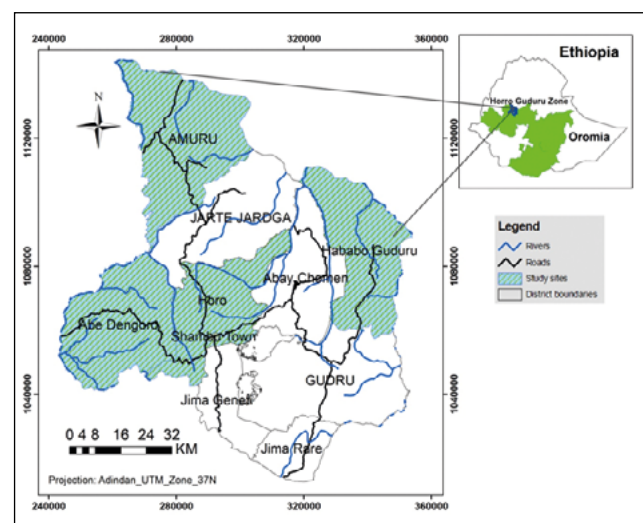 240000 280000 320000 360000
Ethiopia
Horro Guduru Zone
Oromia
N
1120000
1120000
AMURU
JARTE JARDGA
Hababo Guduru
Abay Chomen
1080000
1080000
Horo
Abe Dengoro
Shambu Town
GUDRU
Jima Geneti
1040000
1040000
Jima Rare
Legend
Rivers
Roads
Study sites
District boundaries
0 4 8 16 24 32
KM
Projection: Adindan_UTM_Zone_37N
240000 280000 320000 360000